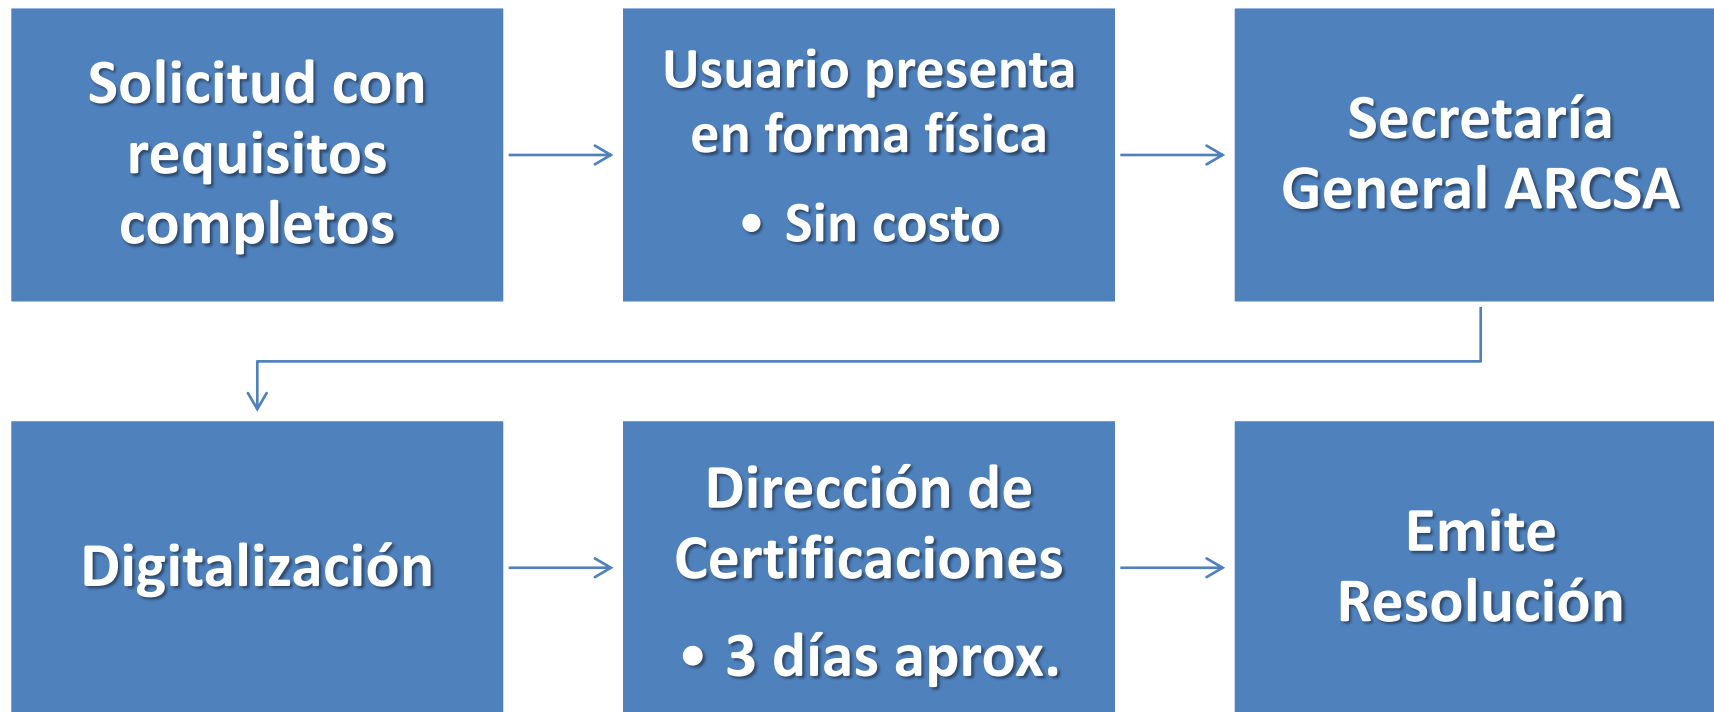 Solicitud con
requisitos
completos
Usuario presenta
en forma física
• Sin costo
Secretaría
General ARCSA
Digitalización
Dirección de
Certificaciones
• 3 días aprox.
Emite
Resolución